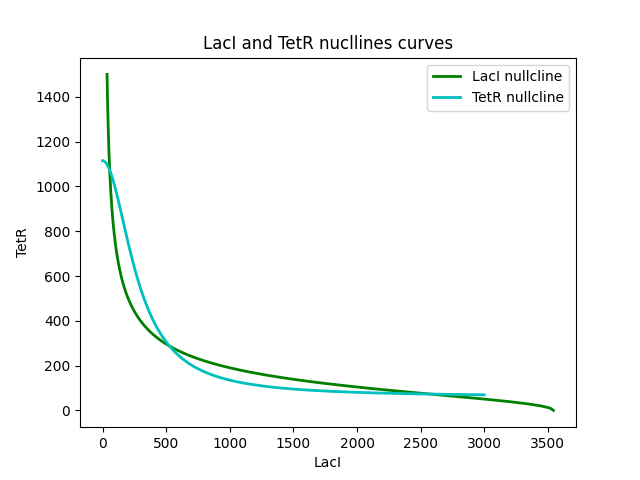 LacI and TetR nucllines curves
LacI nullcline
TetR nullcline
TetR
1400
1200
1000
800
600
400
200
0
0 500 1000 1500 2000 2500 3000 3500
LacI